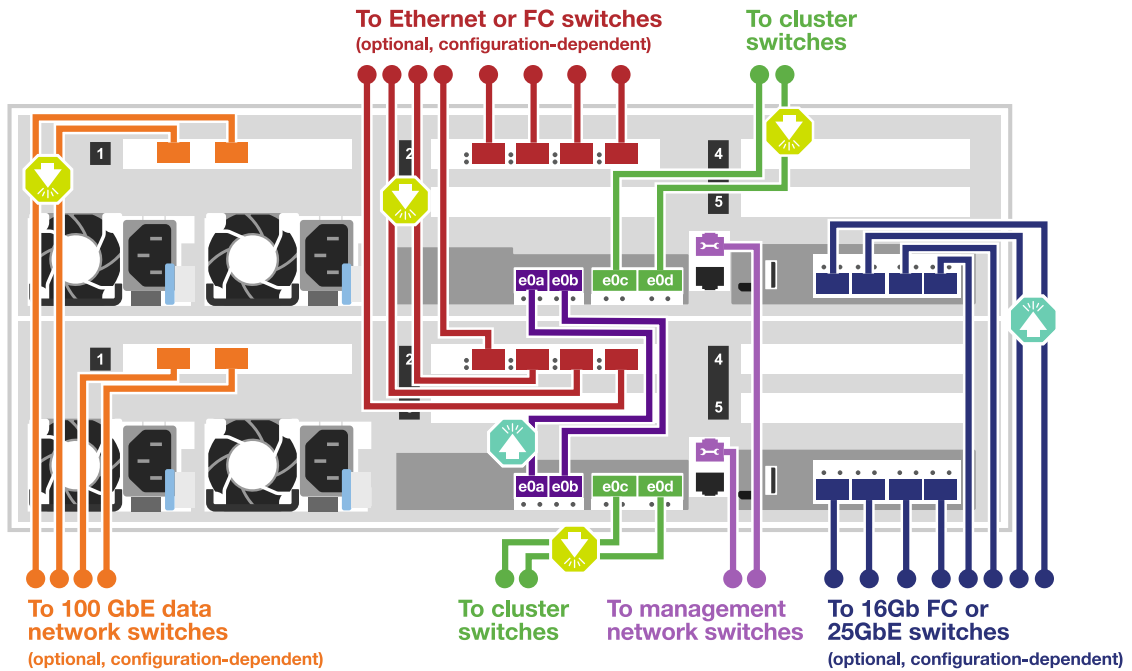 To Ethernet or FC switches
(optional, configuration-dependent)
To cluster
switches
1
2
4
5
e0a e0b e0c e0d
1
2
4
5
e0a e0b e0c e0d
To 100 GbE data
network switches
(optional, configuration-dependent)
To cluster
switches
To management
network switches
To 16Gb FC or
25GbE switches
(optional, configuration-dependent)